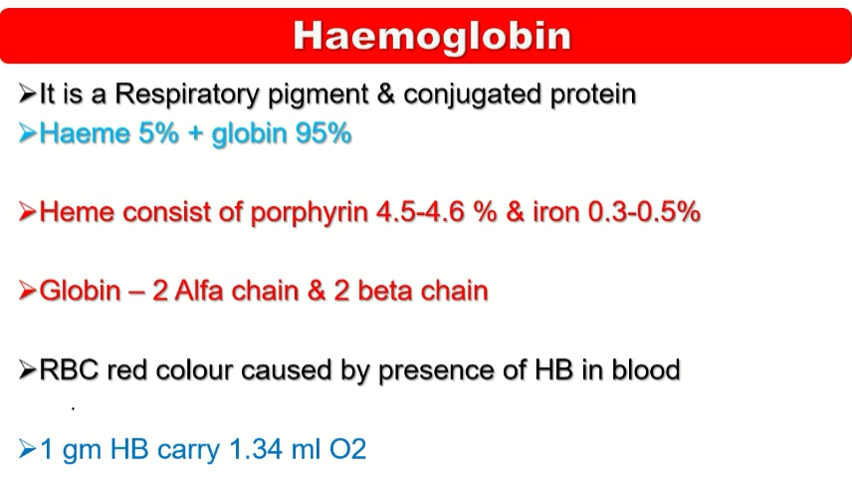 Haemoglobin
➢It is a Respiratory pigment & conjugated protein
➢Haeme 5% + globin 95%
➢Heme consist of porphyrin 4.5-4.6 % & iron 0.3-0.5%
➢Globin – 2 Alfa chain & 2 beta chain
➢RBC red colour caused by presence of HB in blood
➢1 gm HB carry 1.34 ml O2